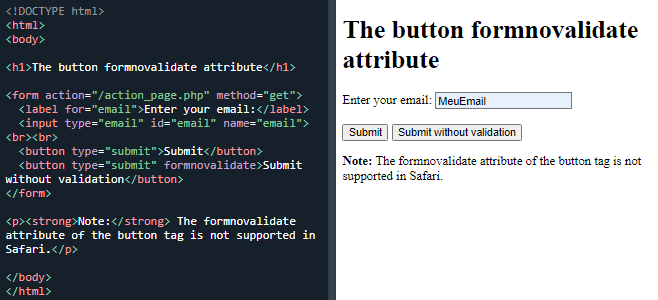 <!DOCTYPE html>
<html>
<body>
<h1>The button formnovalidate attribute</h1>
<form action="/action_page.php" method="get">
<label for="email">Enter your email:</label>
<input type="email" id="email" name="email">
<br><br>
<button type="submit">Submit</button>
<button type="submit" formnovalidate>Submit
without validation</button>
</form>
<p><strong>Note:</strong> The formnovalidate
attribute of the button tag is not supported in
Safari.</p>
</body>
</html>
The button formnovalidate
attribute
Enter your email: MeuEmail
Submit Submit without validation
Note: The formnovalidate attribute of the button tag is not
supported in Safari.